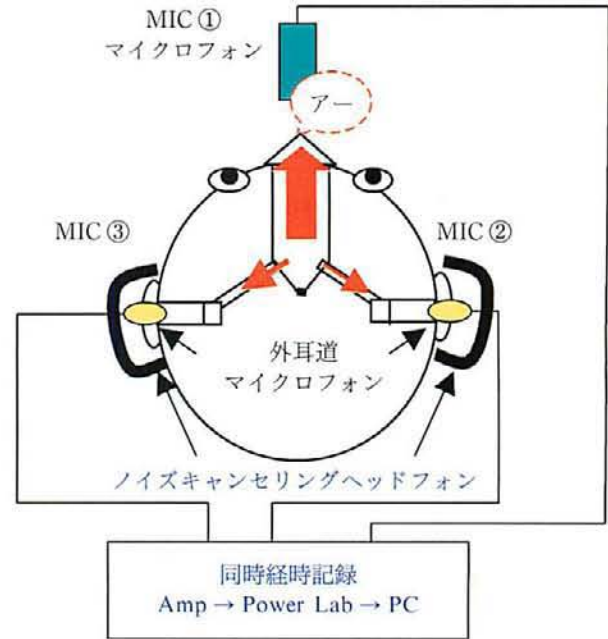 MIC ①
マイクロフォン
アー
MIC ③
MIC ②
外耳道
マイクロフォン
ノイズキャンセリングヘッドフォン
同時経時記録
Amp → Power Lab → PC